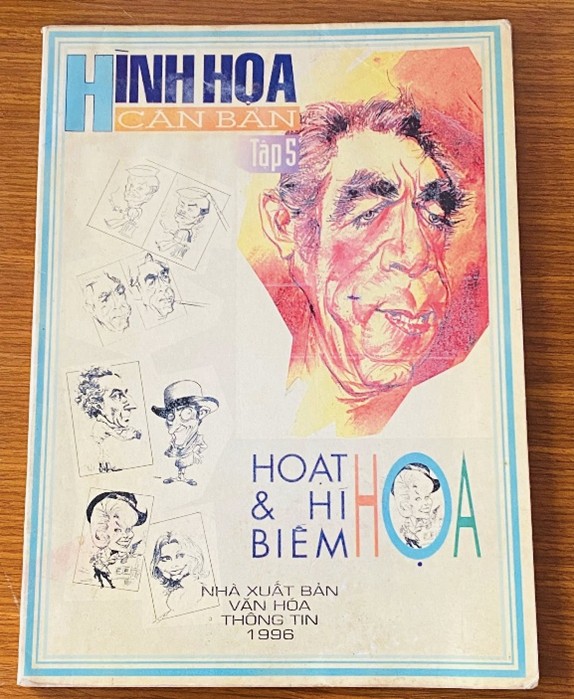 HÌNH HỌA
CĂN BẢN
Tập 5
HOẠT
& HÍ HỌA
BIẾM
NHÀ XUẤT BẢN
VĂN HÓA
THÔNG TIN
1996